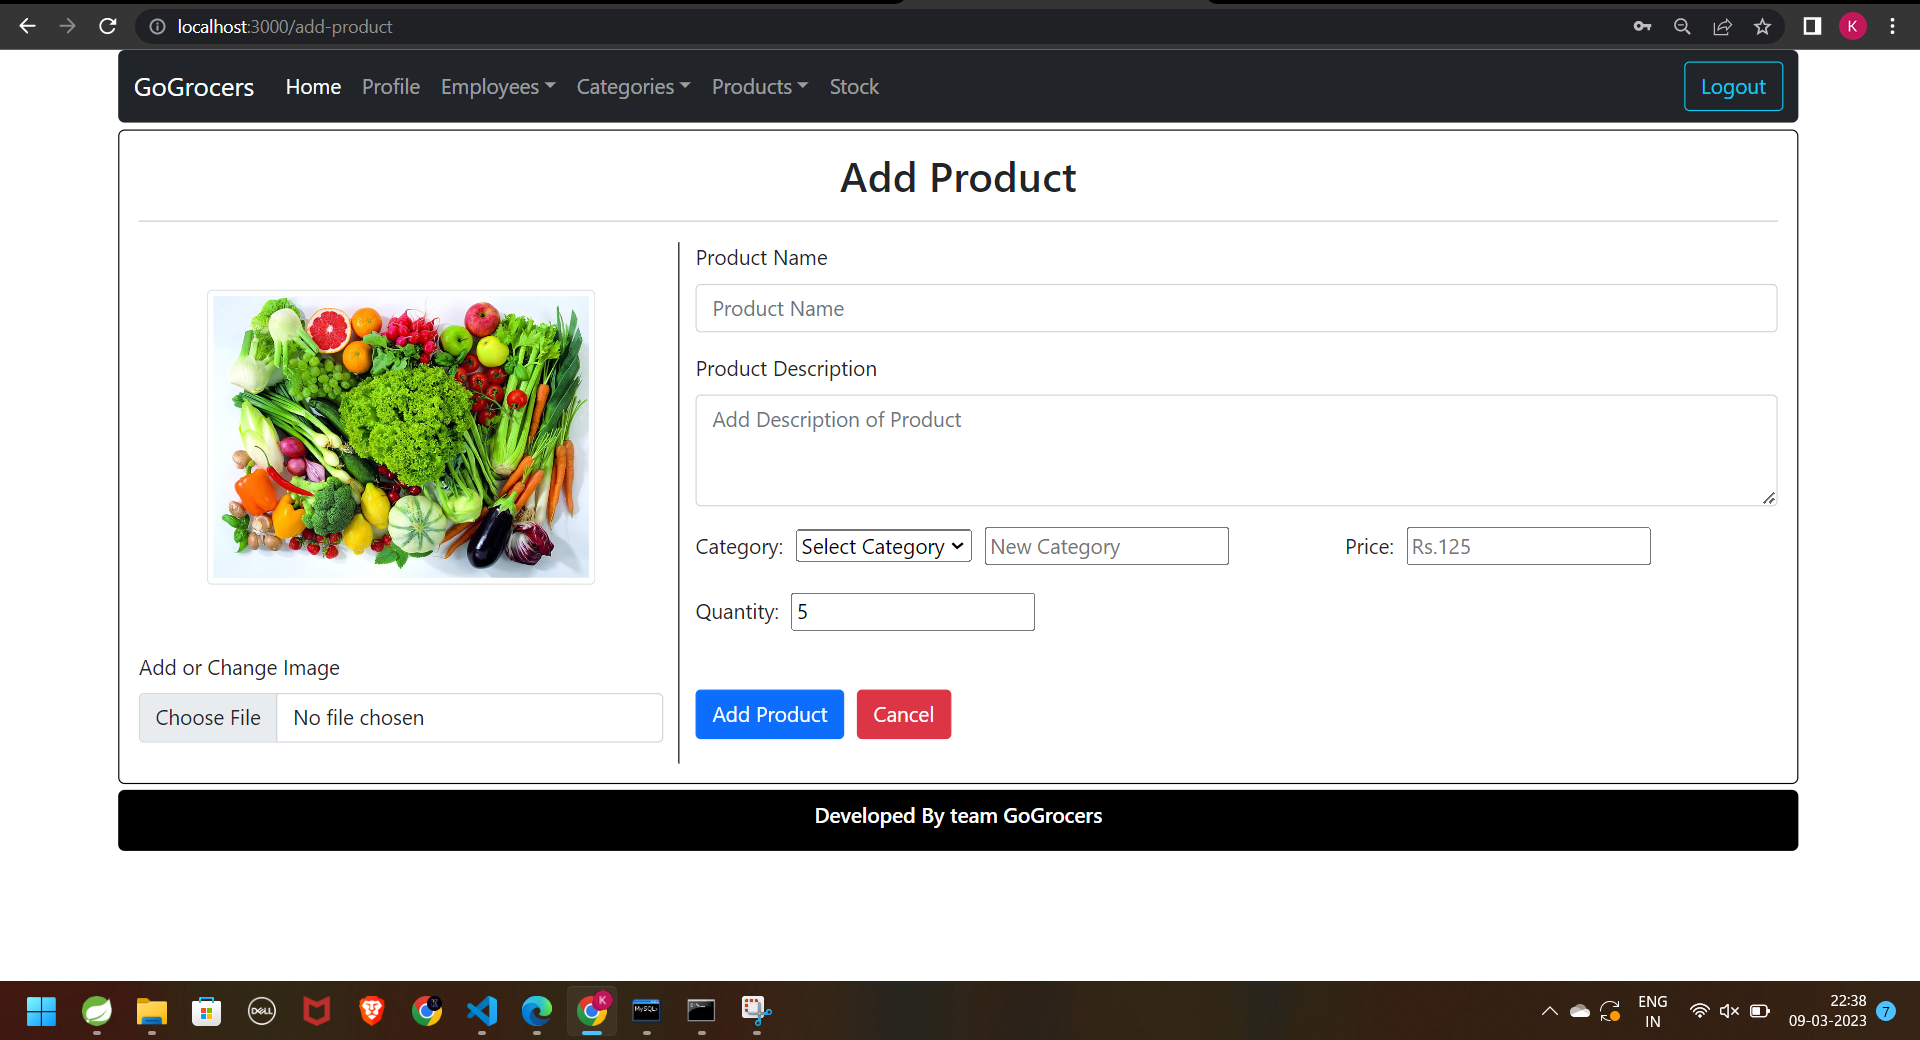 localhost:3000/add-product
K
GoGrocers Home Profile Employees Categories Products Stock Logout
Add Product
Product Name
Product Name
Product Description
Add Description of Product
Category: Select Category New Category Price: Rs.125
Quantity: 5
Add or Change Image
Choose File No file chosen
Add Product Cancel
Developed By team GoGrocers
DELL
K
MySQL
ENG
IN
22:38
09-03-2023
7